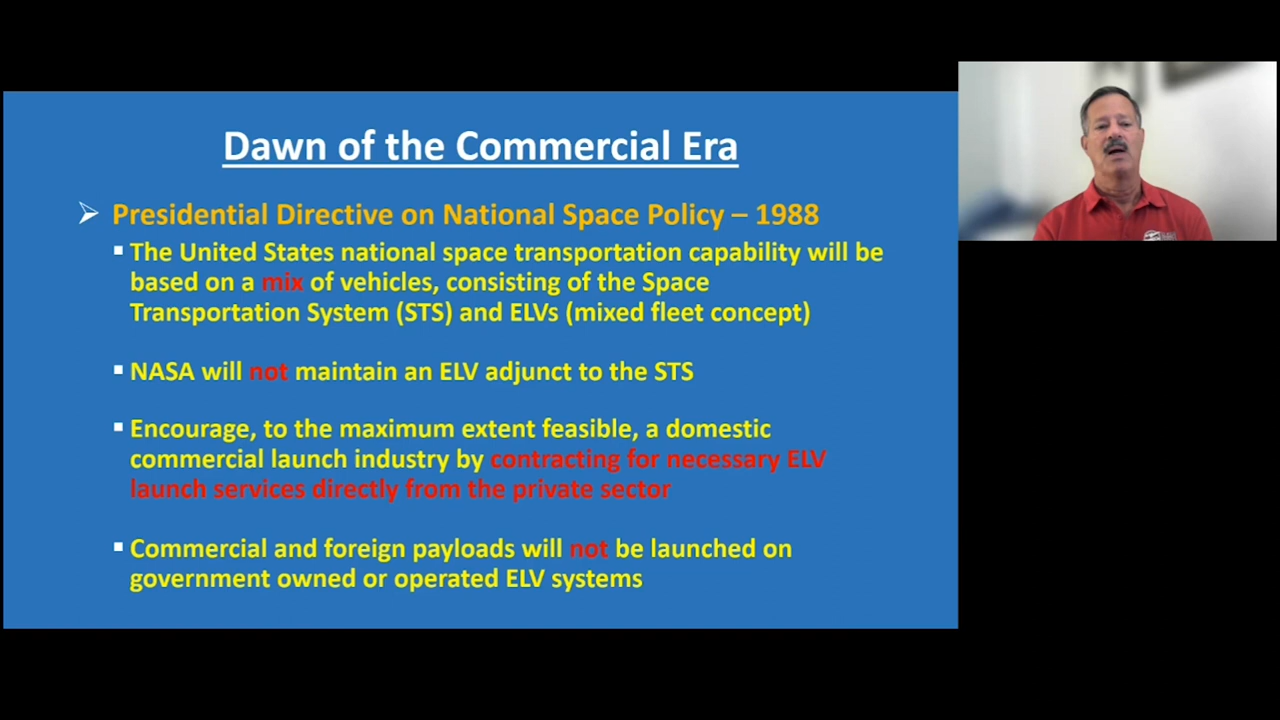 Dawn of the Commercial Era
➢ Presidential Directive on National Space Policy – 1988
▪ The United States national space transportation capability will be
based on a mix of vehicles, consisting of the Space
Transportation System (STS) and ELVs (mixed fleet concept)
▪ NASA will not maintain an ELV adjunct to the STS
▪ Encourage, to the maximum extent feasible, a domestic
commercial launch industry by contracting for necessary ELV
launch services directly from the private sector
▪ Commercial and foreign payloads will not be launched on
government owned or operated ELV systems